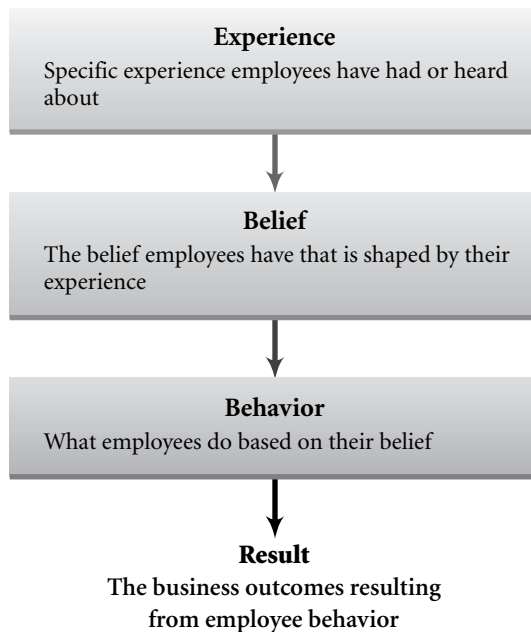 Experience
Specific experience employees have had or heard
about
Belief
The belief employees have that is shaped by their
experience
Behavior
What employees do based on their belief
Result
The business outcomes resulting
from employee behavior